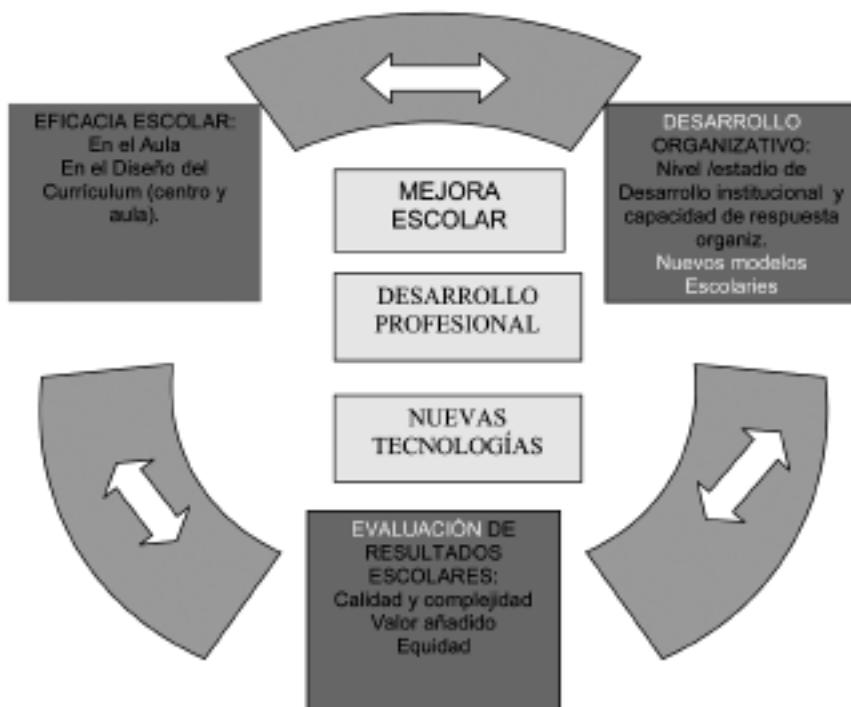 EFICACIA ESCOLAR:
En el Aula
En el Diseño del
Currículum (centro y
aula).
MEJORA
ESCOLAR
DESARROLLO
PROFESIONAL
NUEVAS
TECNOLOGÍAS
DESARROLLO
ORGANIZATIVO:
Nivel /estadio de
Desarrollo institucional y
capacidad de respuesta
organiz.
Nuevos modelos
Escolaries
EVALUACIÓN DE
RESULTADOS
ESCOLARES:
Calidad y complejidad
Valor añadido
Equidad